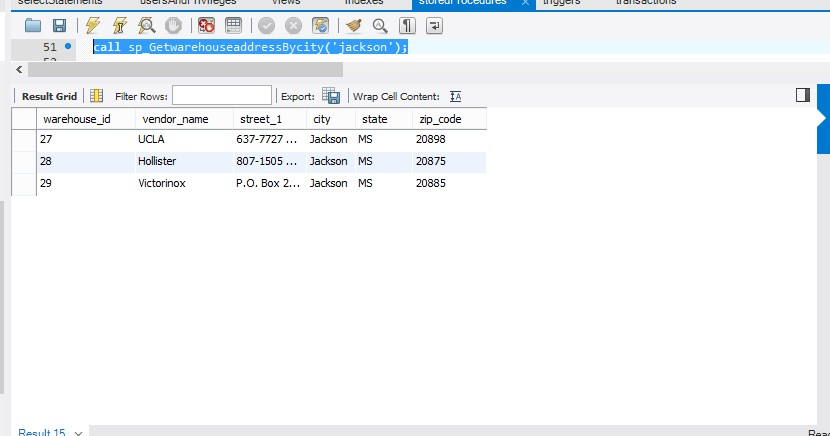 selectStatements usersAndPrivileges views indexes storedProcedures × triggers transactions
51 call sp_GetwarehouseaddressBycity('jackson');
Result Grid Filter Rows: Export: Wrap Cell Content:
warehouse_id vendor_name street_1 city state zip_code
27 UCLA 637-7727 ... Jackson MS 20898
28 Hollister 807-1505 ... Jackson MS 20875
29 Victorinox P.O. Box 2... Jackson MS 20885
Result 15